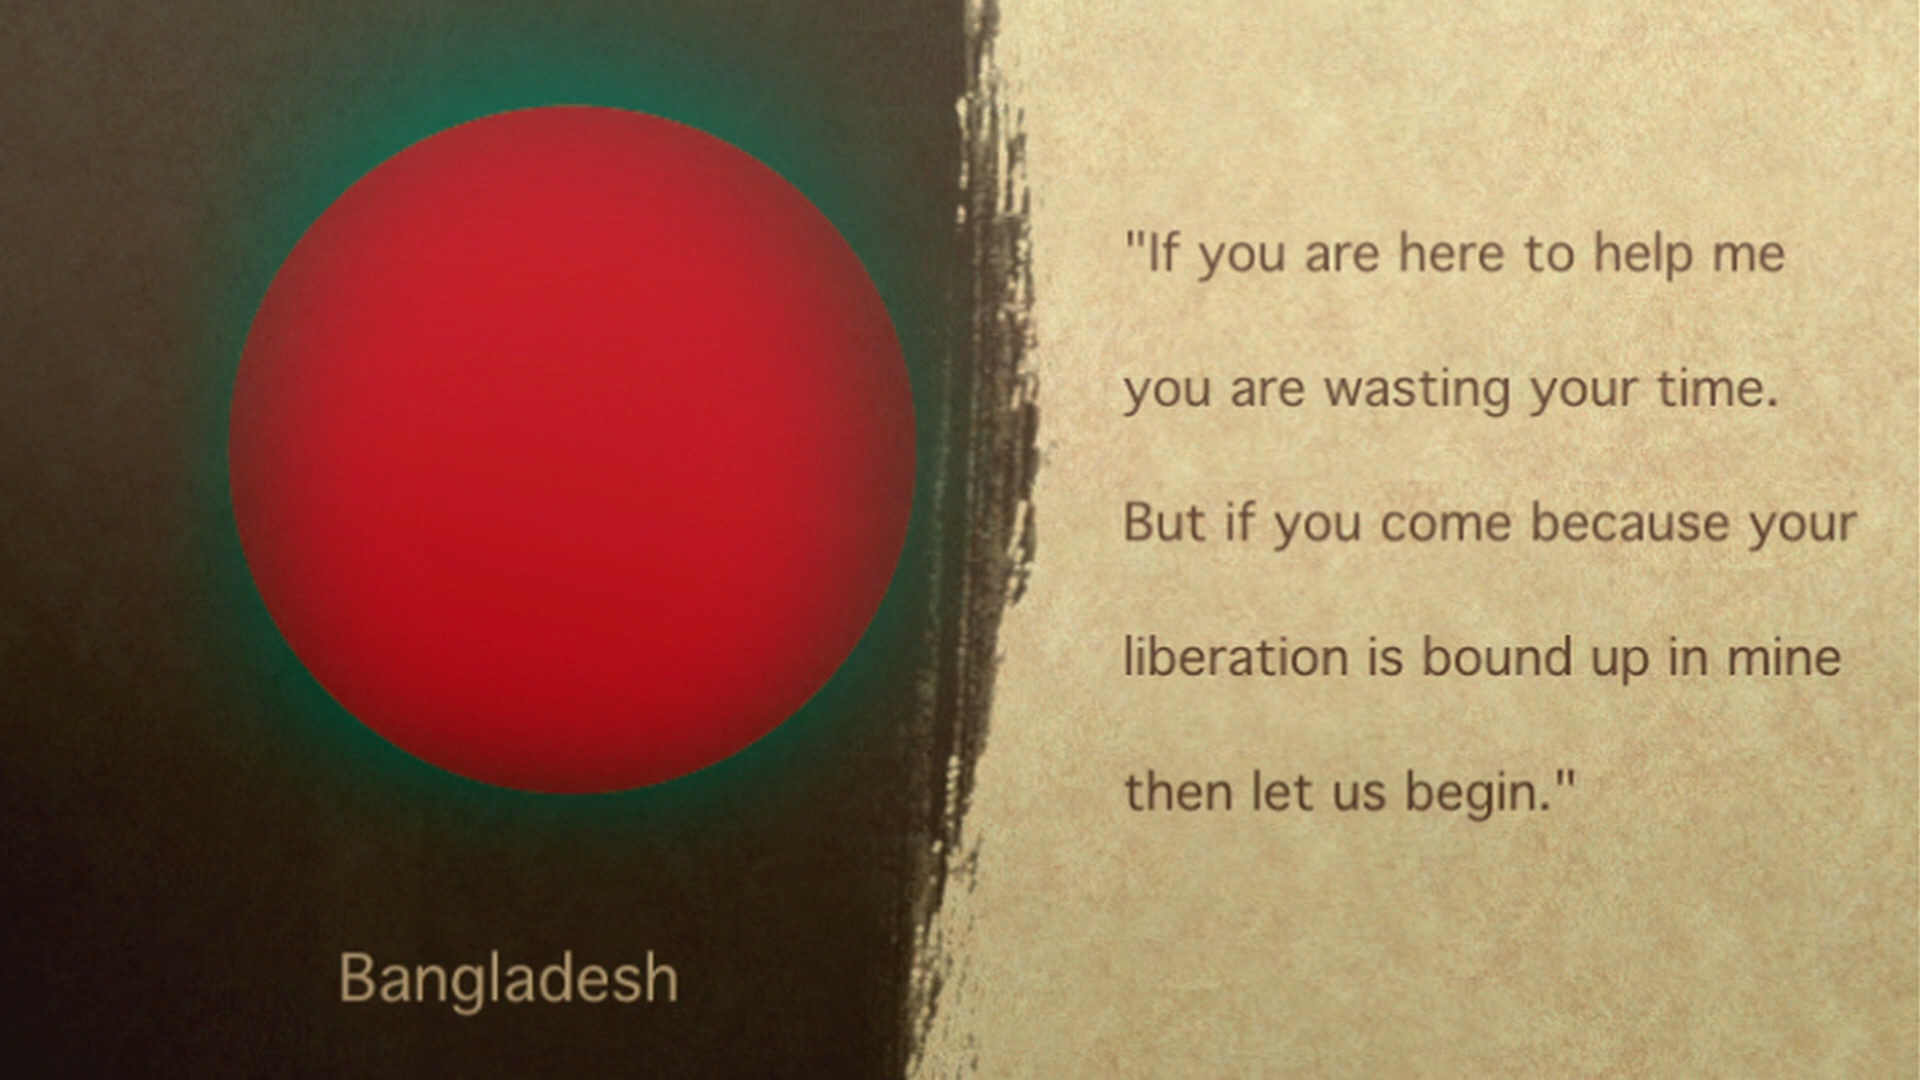 "If you are here to help me
you are wasting your time.
But if you come because your
liberation is bound up in mine
then let us begin."
Bangladesh